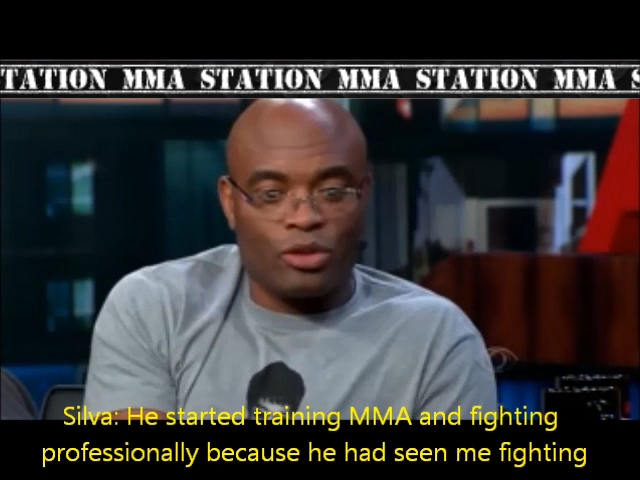 TATION MMA STATION MMA STATION MMA S
Silva: He started training MMA and fighting
professionally because he had seen me fighting